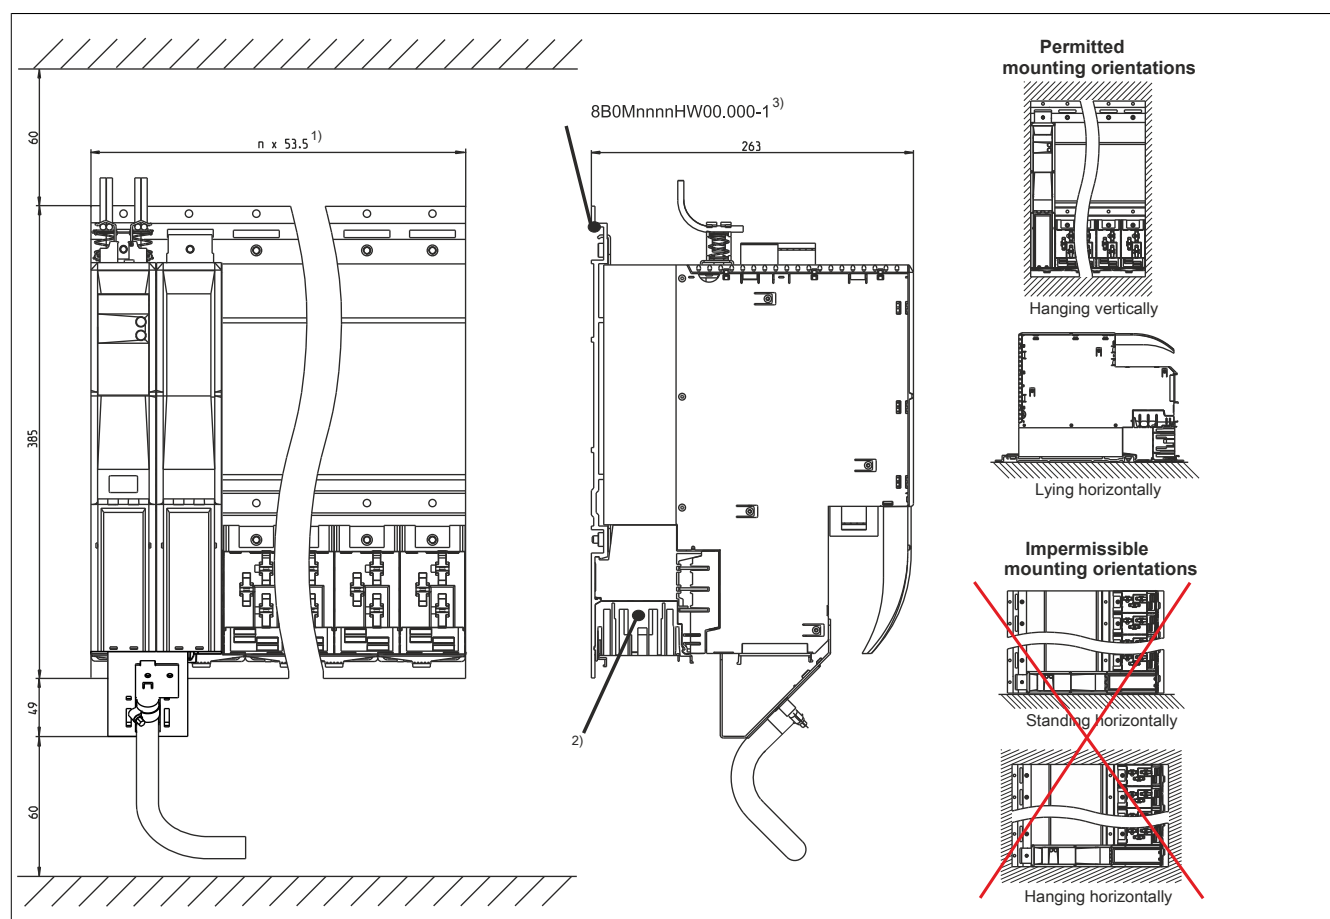 60
n x 53.5 1)
385
49
60
8B0MnnnnHW00.000-1 3)
263
2)
Permitted
mounting orientations
Hanging vertically
Lying horizontally
Impermissible
mounting orientations
Standing horizontally
Hanging horizontally